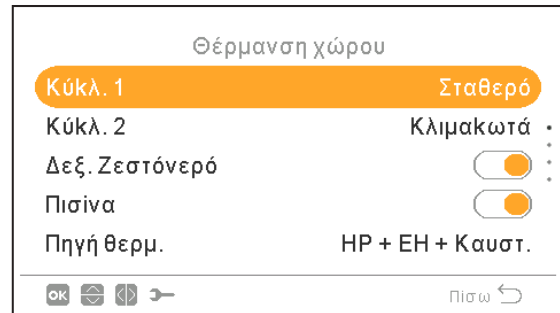 Θέρμανση χώρου
Κύκλ. 1 Σταθερό
Κύκλ. 2 Κλιμακωτά
Δεξ. Ζεστόνερό
Πισίνα
Πηγή θερμ. HP + EH + Καυστ.
OK Πίσω